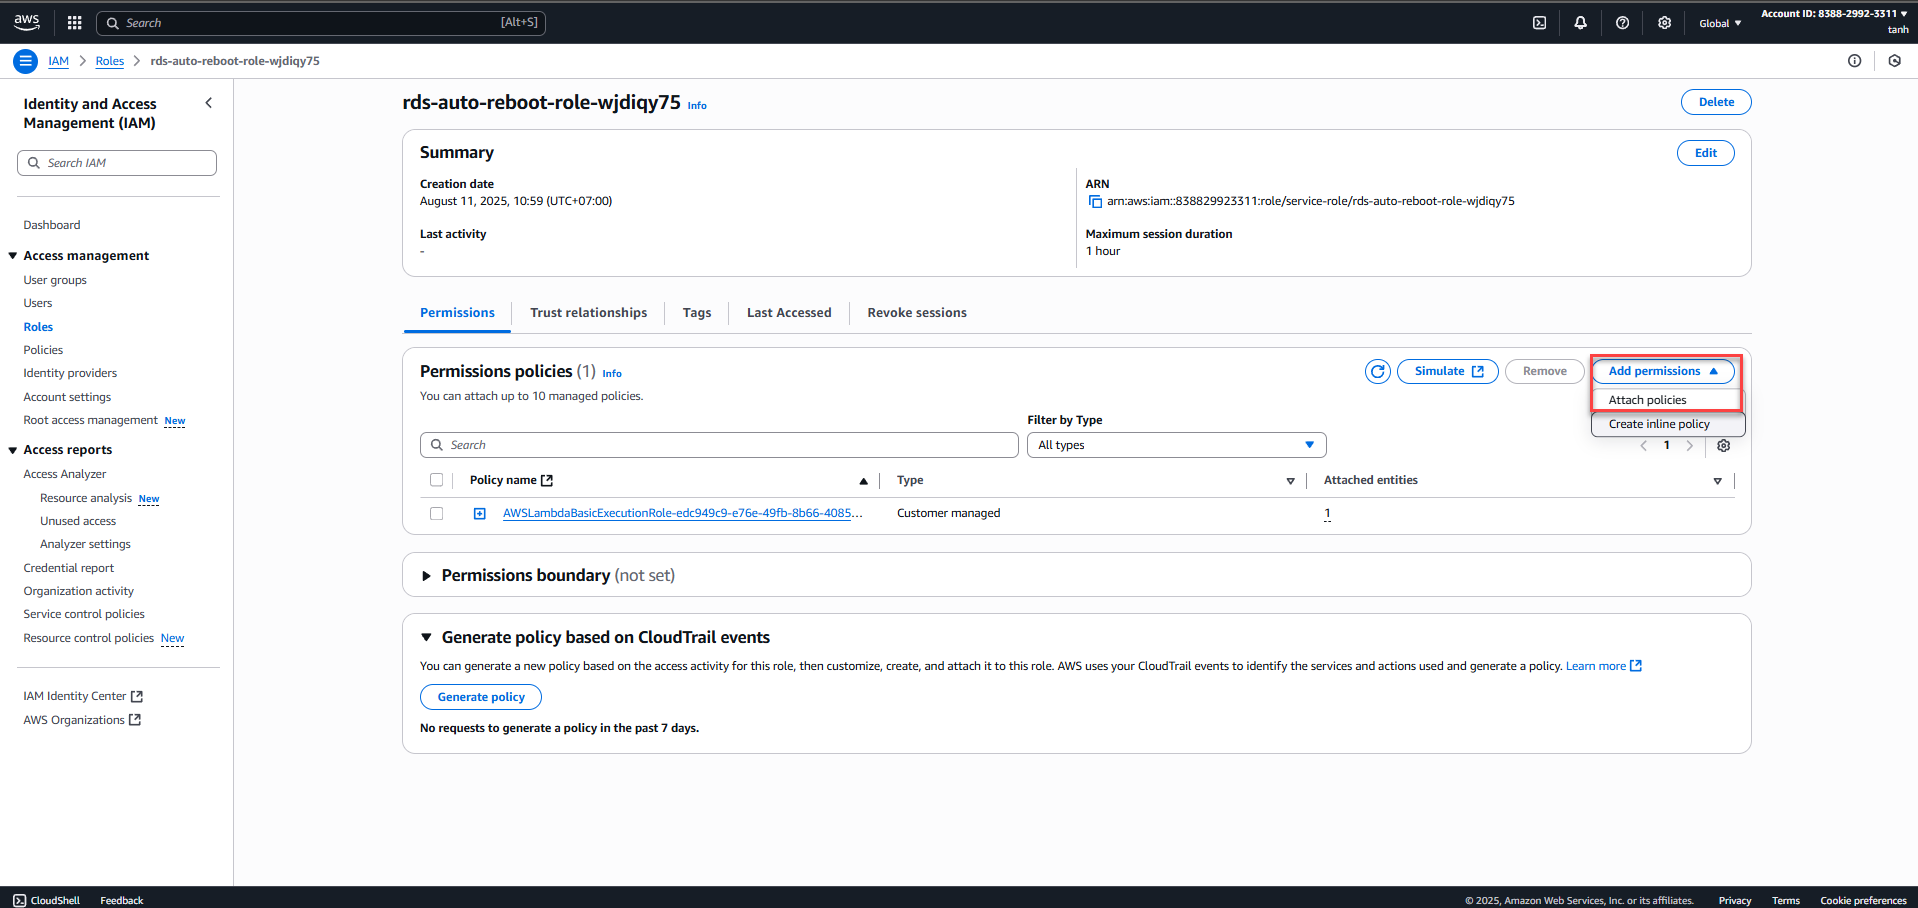 aws
Search
[Alt+S]
Global
Account ID: 8388-2992-3311
tanh
IAM
Roles
rds-auto-reboot-role-wjdiqy75
Identity and Access
Management (IAM)
Search IAM
Dashboard
Access management
User groups
Users
Roles
Policies
Identity providers
Account settings
Root access management New
Access reports
Access Analyzer
Resource analysis New
Unused access
Analyzer settings
Credential report
Organization activity
Service control policies
Resource control policies New
IAM Identity Center
AWS Organizations
rds-auto-reboot-role-wjdiqy75 Info
Delete
Summary
Edit
Creation date
August 11, 2025, 10:59 (UTC+07:00)
Last activity
-
ARN
arn:aws:iam::838829923311:role/service-role/rds-auto-reboot-role-wjdiqy75
Maximum session duration
1 hour
Permissions
Trust relationships
Tags
Last Accessed
Revoke sessions
Permissions policies (1) Info
You can attach up to 10 managed policies.
Simulate
Remove
Add permissions
Attach policies
Create inline policy
Filter by Type
Search
All types
1
Policy name
Type
Attached entities
AWSLambdaBasicExecutionRole-edc949c9-e76e-49fb-8b66-4085...
Customer managed
1
Permissions boundary (not set)
Generate policy based on CloudTrail events
You can generate a new policy based on the access activity for this role, then customize, create, and attach it to this role. AWS uses your CloudTrail events to identify the services and actions used and generate a policy. Learn more
Generate policy
No requests to generate a policy in the past 7 days.
CloudShell
Feedback
© 2025, Amazon Web Services, Inc. or its affiliates.
Privacy
Terms
Cookie preferences